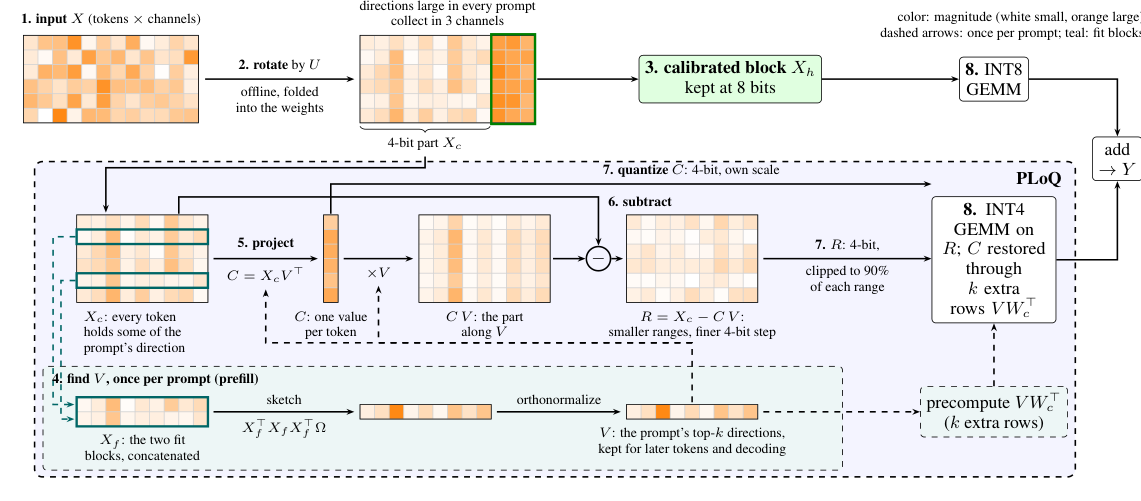 1. input X (tokens × channels)
directions large in every prompt
collect in 3 channels
color: magnitude (white small, orange large)
dashed arrows: once per prompt; teal: fit blocks
2. rotate by U
offline, folded
into the weights
3. calibrated block X_h
kept at 8 bits
8. INT8
GEMM
4-bit part X_c
add
→ Y
7. quantize C: 4-bit, own scale
PLoQ
6. subtract
5. project
C = X_cV^⊤
×V
−
7. R: 4-bit,
clipped to 90%
of each range
8. INT4
GEMM on
R; C restored
through
k extra
rows VW_c^⊤
X_c: every token
holds some of the
prompt's direction
C: one value
per token
C V: the part
along V
R = X_c − C V:
smaller ranges, finer 4-bit step
4. find V, once per prompt (prefill)
sketch
X_f^⊤X_fX_f^⊤Ω
orthonormalize
precompute VW_c^⊤
(k extra rows)
X_f: the two fit
blocks, concatenated
V: the prompt's top-k directions,
kept for later tokens and decoding